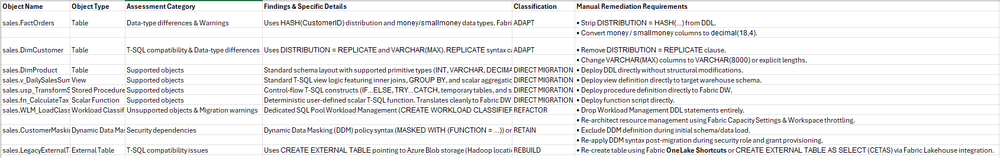 Object Name Object Type Assessment Category Findings & Specific Details Classification Manual Remediation Requirements
sales.FactOrders Table Data-type differences & Warnings Uses HASH(CustomerID) distribution and money/smallmoney data types. Fabri ADAPT • Strip DISTRIBUTION = HASH(...) from DDL.
• Convert money / smallmoney columns to decimal(18,4).
sales.DimCustomer Table T-SQL compatibility & Data-type differences Uses DISTRIBUTION = REPLICATE and VARCHAR(MAX). REPLICATE syntax ca ADAPT • Remove DISTRIBUTION = REPLICATE clause.
• Change VARCHAR(MAX) columns to VARCHAR(8000) or explicit lengths.
sales.DimProduct Table Supported objects Standard schema layout with supported primitive types (INT, VARCHAR, DECIMA DIRECT MIGRATION • Deploy DDL directly without structural modifications.
sales.v_DailySalesSum View Supported objects Standard T-SQL view logic featuring inner joins, GROUP BY, and scalar aggregatio DIRECT MIGRATION • Deploy view definition directly to target warehouse schema.
sales.usp_TransformS Stored Procedure Supported objects Control-flow T-SQL constructs (IF...ELSE, TRY...CATCH, temporary tables, and s DIRECT MIGRATION • Deploy procedure definition directly to Fabric DW.
sales.fn_CalculateTax Scalar Function Supported objects Deterministic user-defined scalar T-SQL function. Translates cleanly to Fabric DW DIRECT MIGRATION • Deploy function script directly.
sales.WLM_LoadClass Workload Classif Unsupported objects & Migration warnings Dedicated SQL Pool Workload Management (CREATE WORKLOAD CLASSIFIER REFACTOR • Drop Workload Management DDL statements entirely.
• Re-architect resource management using Fabric Capacity Settings & Workspace throttling.
sales.CustomerMaski Dynamic Data Mas Security dependencies Dynamic Data Masking (DDM) policy syntax (MASKED WITH (FUNCTION = ...)) or RETAIN • Exclude DDM definition during initial schema/data load.
• Re-apply DDM syntax post-migration during security role and grant provisioning.
sales.LegacyExternalT External Table T-SQL compatibility issues Uses CREATE EXTERNAL TABLE pointing to Azure Blob storage (Hadoop locati REBUILD • Re-create table using Fabric OneLake Shortcuts or CREATE EXTERNAL TABLE AS SELECT (CETAS) via Fabric Lakehouse integration.